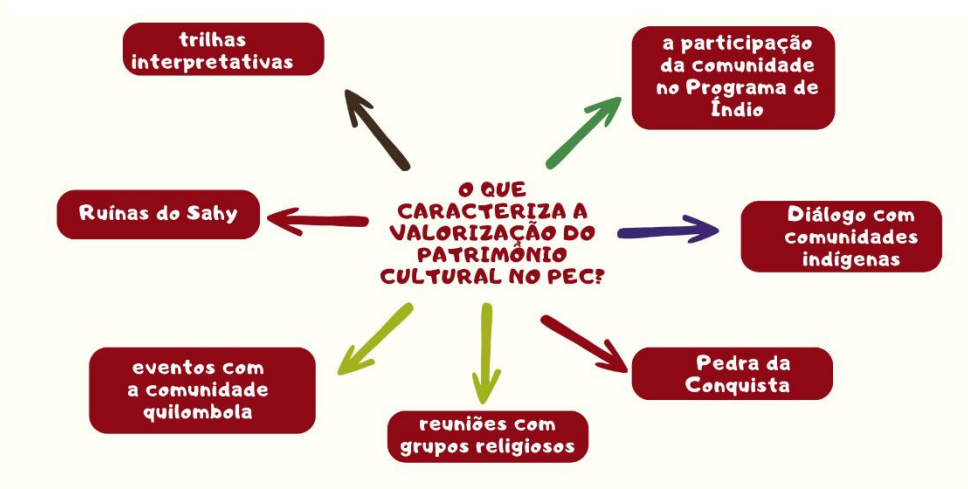 trilhas
interpretativas
a participação
da comunidade
no Programa de
Índio
O QUE
CARACTERIZA A
VALORIZAÇÃO DO
PATRIMÔNIO
CULTURAL NO PEC?
Ruínas do Sahy
Diálogo com
comunidades
indígenas
eventos com
a comunidade
quilombola
reuniões com
grupos religiosos
Pedra da
Conquista